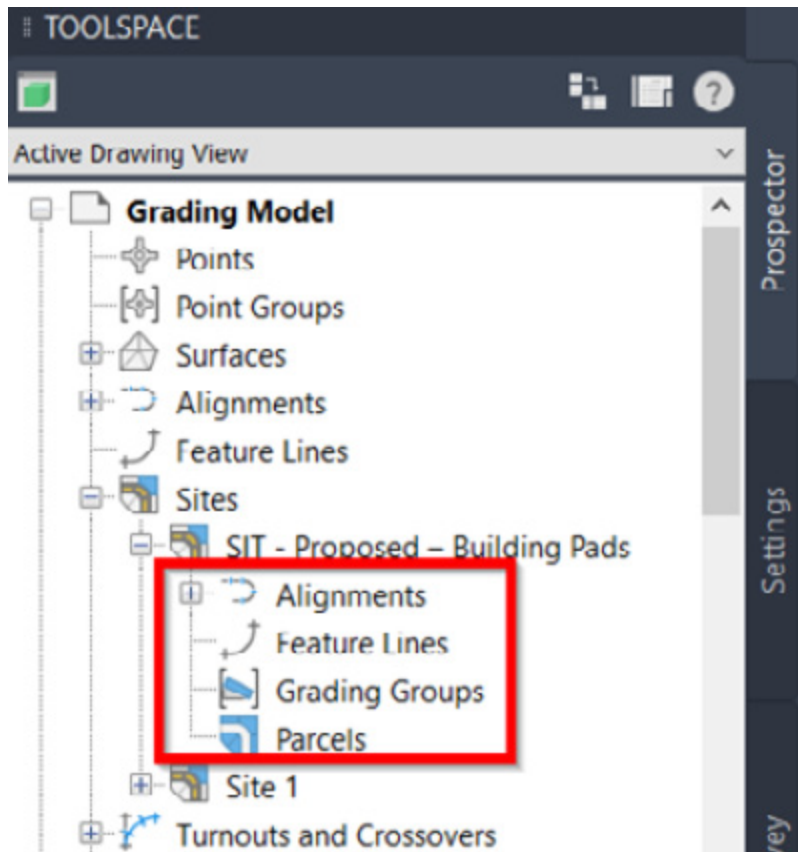 TOOLSPACE
?
Active Drawing View
Grading Model
Points
Point Groups
Surfaces
Alignments
Feature Lines
Sites
SIT - Proposed – Building Pads
Alignments
Feature Lines
Grading Groups
Parcels
Site 1
Turnouts and Crossovers
Prospector
Settings